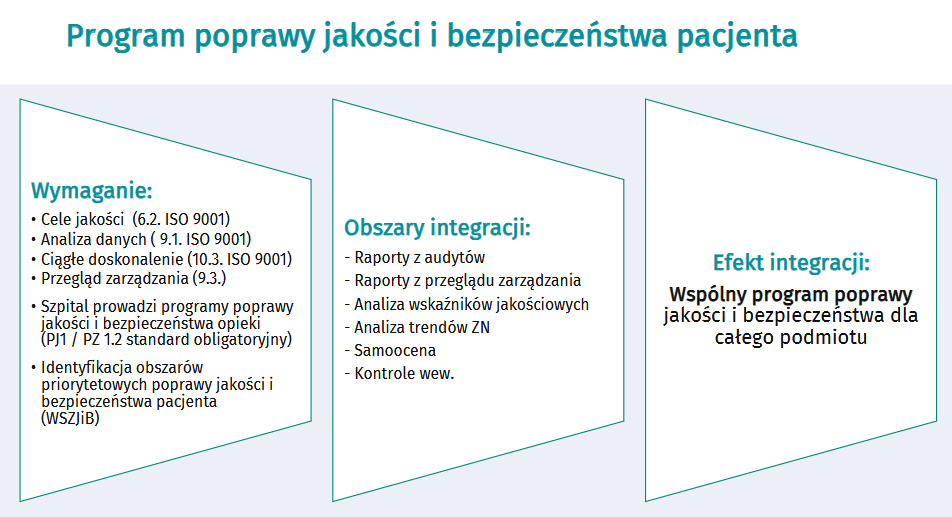 Program poprawy jakości i bezpieczeństwa pacjenta
Wymaganie:
• Cele jakości (6.2. ISO 9001)
• Analiza danych ( 9.1. ISO 9001)
• Ciągłe doskonalenie (10.3. ISO 9001)
• Przegląd zarządzania (9.3.)
• Szpital prowadzi programy poprawy
jakości i bezpieczeństwa opieki
(PJ1 / PZ 1.2 standard obligatoryjny)
• Identyfikacja obszarów
priorytetowych poprawy jakości i
bezpieczeństwa pacjenta
(WSZJiB)
Obszary integracji:
- Raporty z audytów
- Raporty z przeglądu zarządzania
- Analiza wskaźników jakościowych
- Analiza trendów ZN
- Samoocena
- Kontrole wew.
Efekt integracji:
Wspólny program poprawy
jakości i bezpieczeństwa dla
całego podmiotu